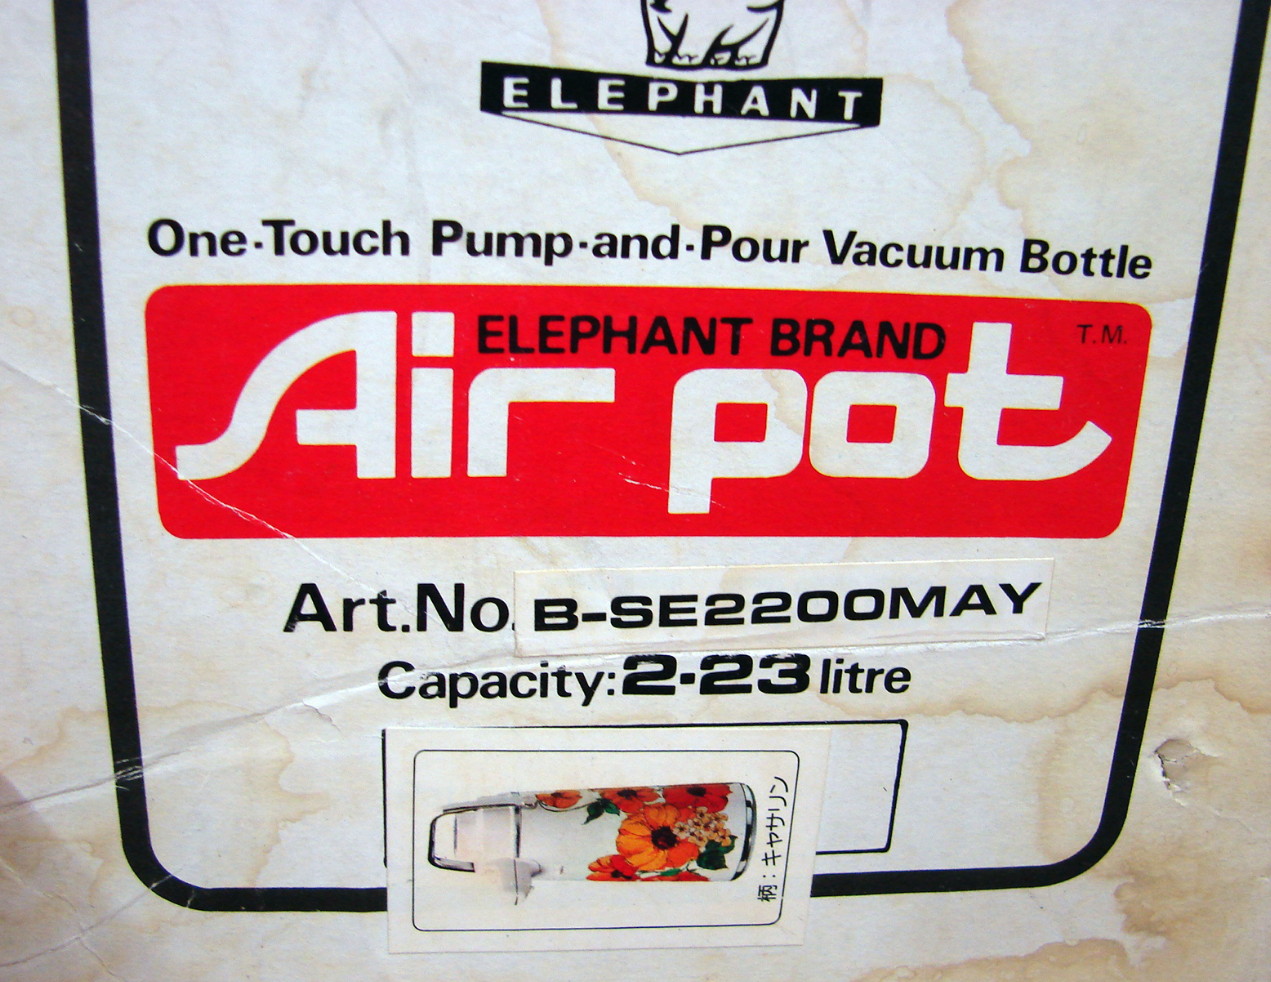 ELEPHANT
One-Touch Pump-and-Pour Vacuum Bottle
ELEPHANT BRAND
T.M.
Air pot
Art.No. B-SE2200MAY
Capacity: 2·23 litre
柄：キャサリン